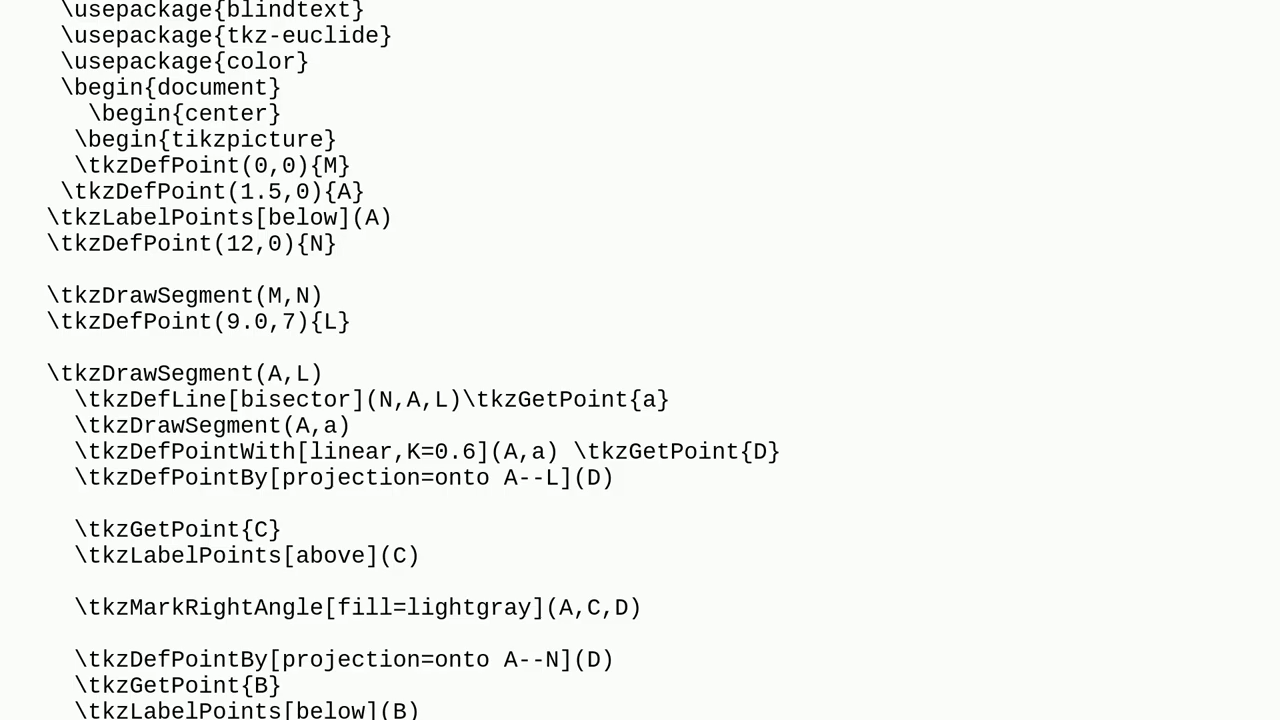 \usepackage{blindtext}
\usepackage{tkz-euclide}
\usepackage{color}
\begin{document}
\begin{center}
\begin{tikzpicture}
\tkzDefPoint(0,0){M}
\tkzDefPoint(1.5,0){A}
\tkzLabelPoints[below](A)
\tkzDefPoint(12,0){N}
\tkzDrawSegment(M,N)
\tkzDefPoint(9.0,7){L}
\tkzDrawSegment(A,L)
\tkzDefLine[bisector](N,A,L)\tkzGetPoint{a}
\tkzDrawSegment(A,a)
\tkzDefPointWith[linear,K=0.6](A,a) \tkzGetPoint{D}
\tkzDefPointBy[projection=onto A--L](D)
\tkzGetPoint{C}
\tkzLabelPoints[above](C)
\tkzMarkRightAngle[fill=lightgray](A,C,D)
\tkzDefPointBy[projection=onto A--N](D)
\tkzGetPoint{B}
\tkzLabelPoints[below](B)